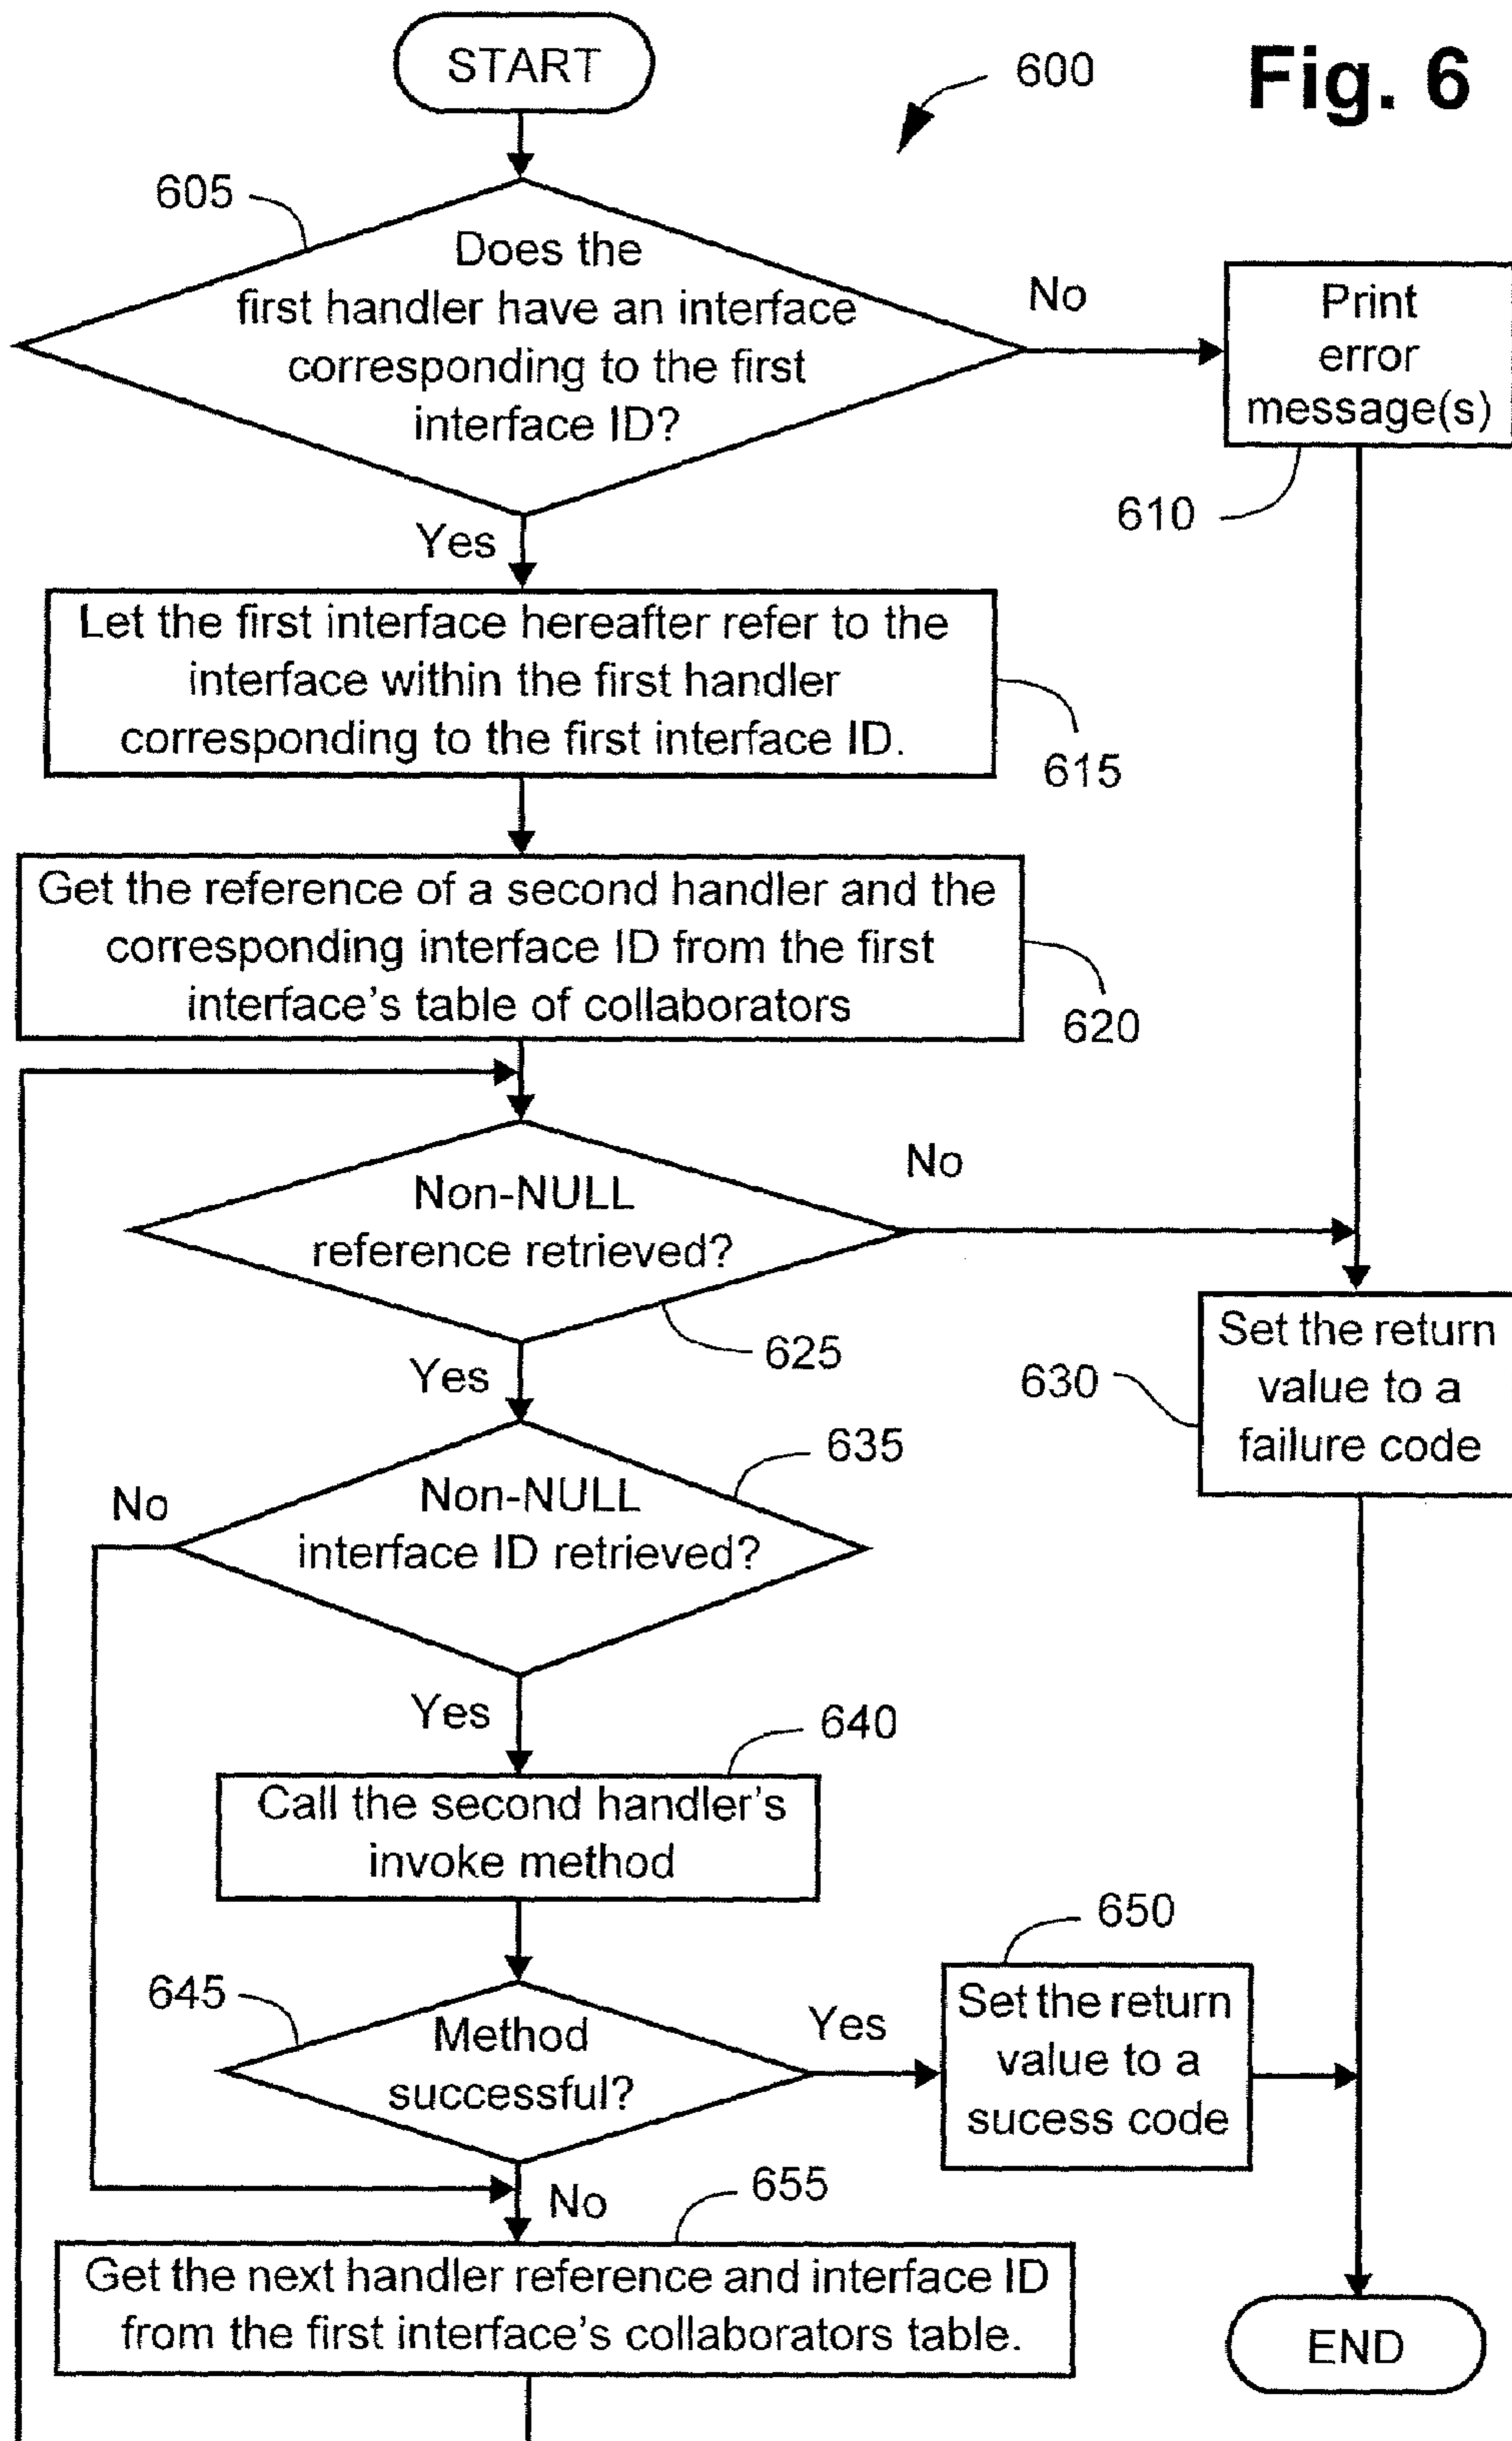 START
600
Fig. 6
605
Does the
first handler have an interface
corresponding to the first
interface ID?
No
Print
error
message(s)
610
Yes
Let the first interface hereafter refer to the
interface within the first handler
corresponding to the first interface ID.
615
Get the reference of a second handler and the
corresponding interface ID from the first
interface's table of collaborators
620
Non-NULL
reference retrieved?
No
625
Yes
Set the return
value to a
failure code
630
635
Non-NULL
interface ID retrieved?
No
Yes
640
Call the second handler's
invoke method
645
Method
successful?
Yes
650
Set the return
value to a
sucess code
No
655
Get the next handler reference and interface ID
from the first interface's collaborators table.
END